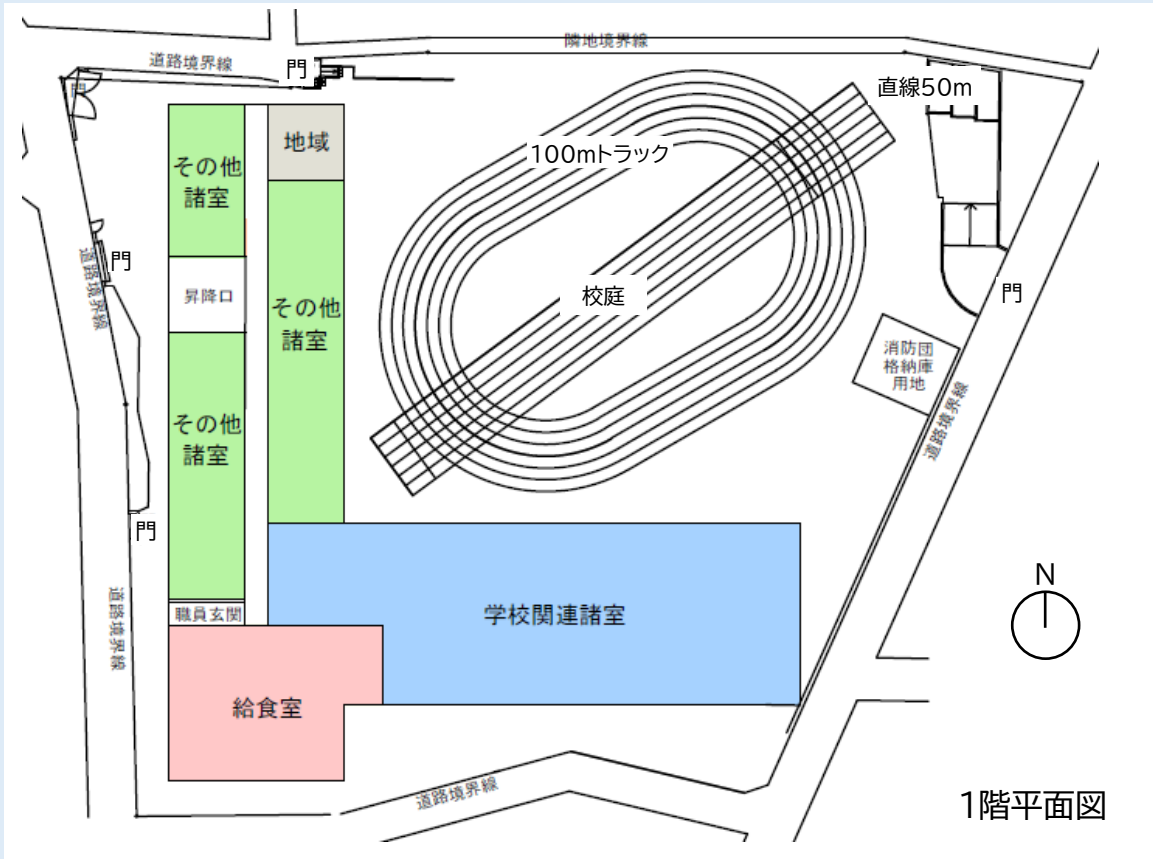 隣地境界線
道路境界線
門
門
直線50m
100mトラック
地域
その他
諸室
門
道路境界線
昇降口
その他
諸室
校庭
門
消防団
格納庫
用地
道路境界線
その他
諸室
門
職員玄関
道路境界線
学校関連諸室
N
給食室
道路境界線
1階平面図